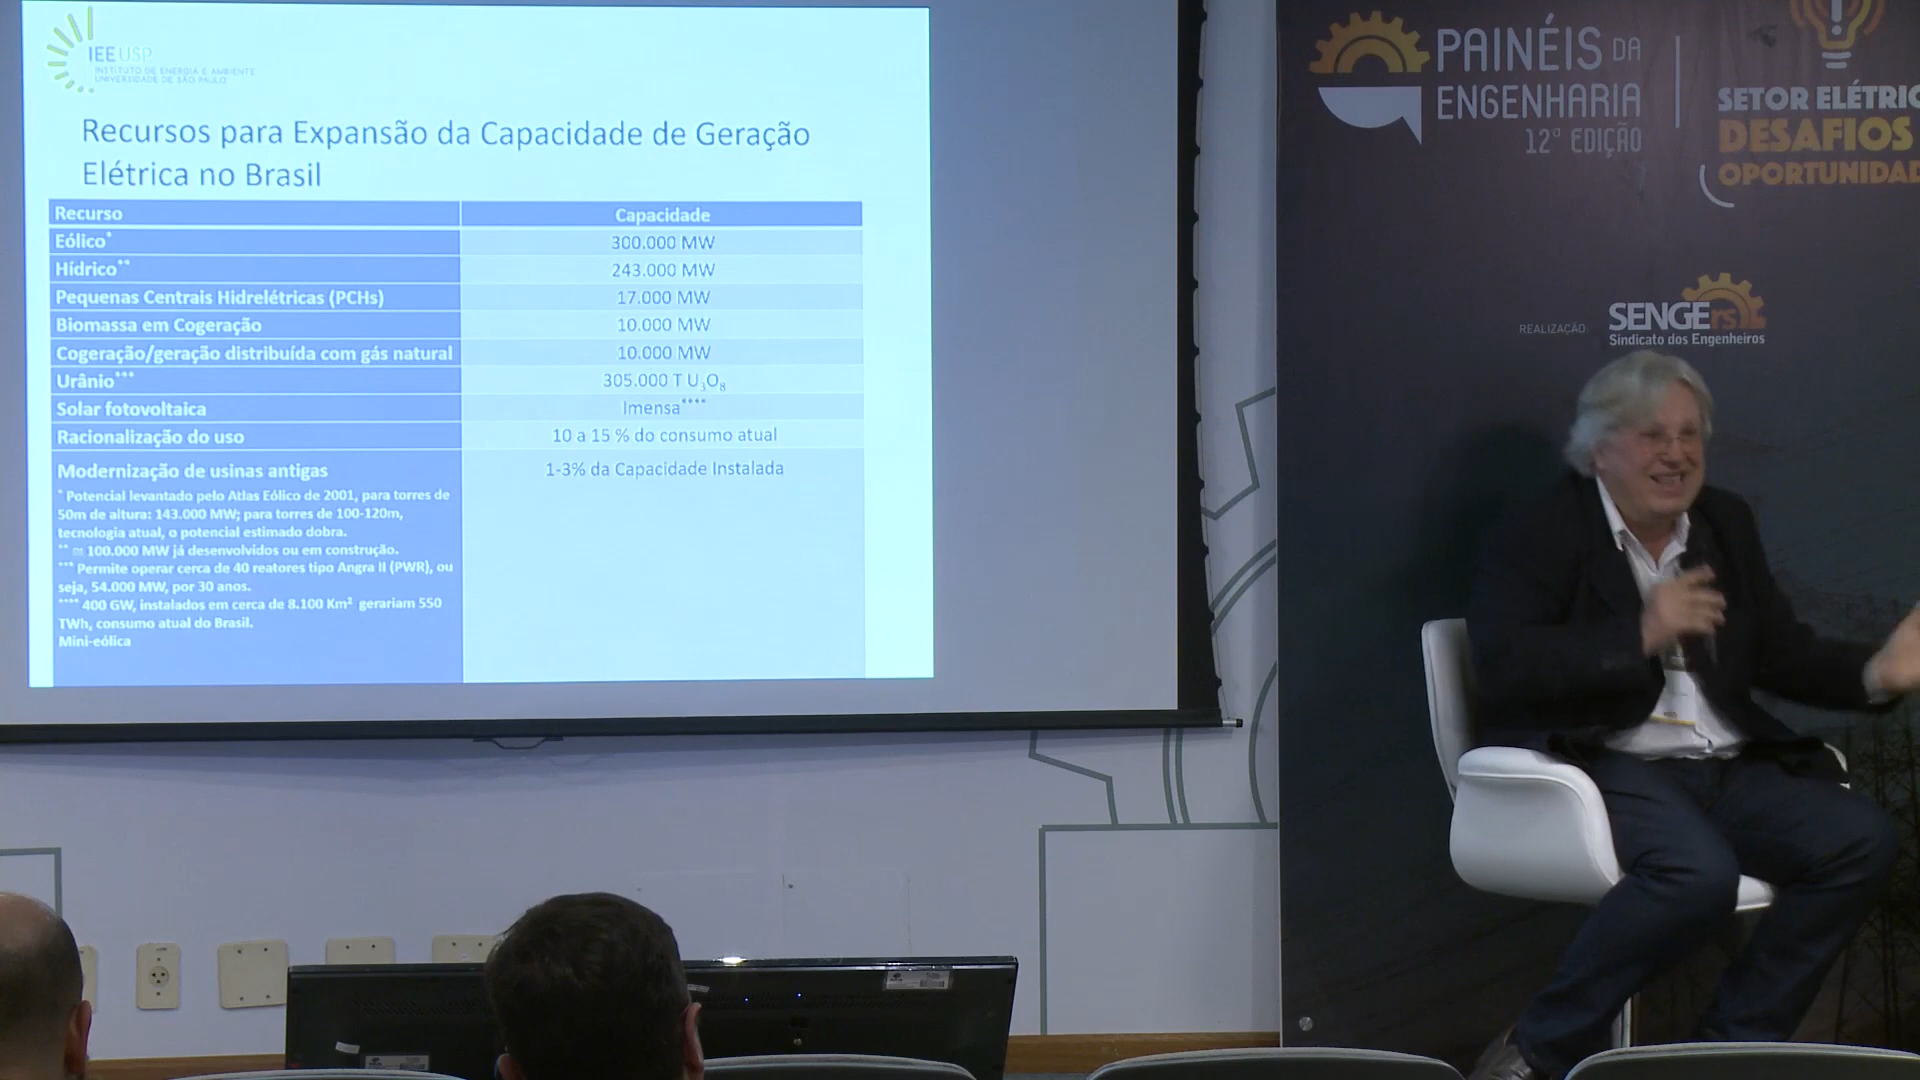 IEE USP
INSTITUTO DE ENERGIA E AMBIENTE
UNIVERSIDADE DE SÃO PAULO
Recursos para Expansão da Capacidade de Geração
Elétrica no Brasil
Recurso Capacidade
Eólico* 300.000 MW
Hídrico** 243.000 MW
Pequenas Centrais Hidrelétricas (PCHs) 17.000 MW
Biomassa em Cogeração 10.000 MW
Cogeração/geração distribuída com gás natural 10.000 MW
Urânio*** 305.000 T U₃O₈
Solar fotovoltaica Imensa****
Racionalização do uso 10 a 15 % do consumo atual
Modernização de usinas antigas 1-3% da Capacidade Instalada
* Potencial levantado pelo Atlas Eólico de 2001, para torres de
50m de altura: 143.000 MW; para torres de 100-120m,
tecnologia atual, o potencial estimado dobra.
** ≅ 100.000 MW já desenvolvidos ou em construção.
*** Permite operar cerca de 40 reatores tipo Angra II (PWR), ou
seja, 54.000 MW, por 30 anos.
**** 400 GW, instalados em cerca de 8.100 Km² gerariam 550
TWh, consumo atual do Brasil.
Mini-eólica
PAINÉIS DA
ENGENHARIA
12ª EDIÇÃO
SETOR ELÉTRIC
DESAFIOS
OPORTUNIDAD
REALIZAÇÃO:
SENGErs
Sindicato dos Engenheiros